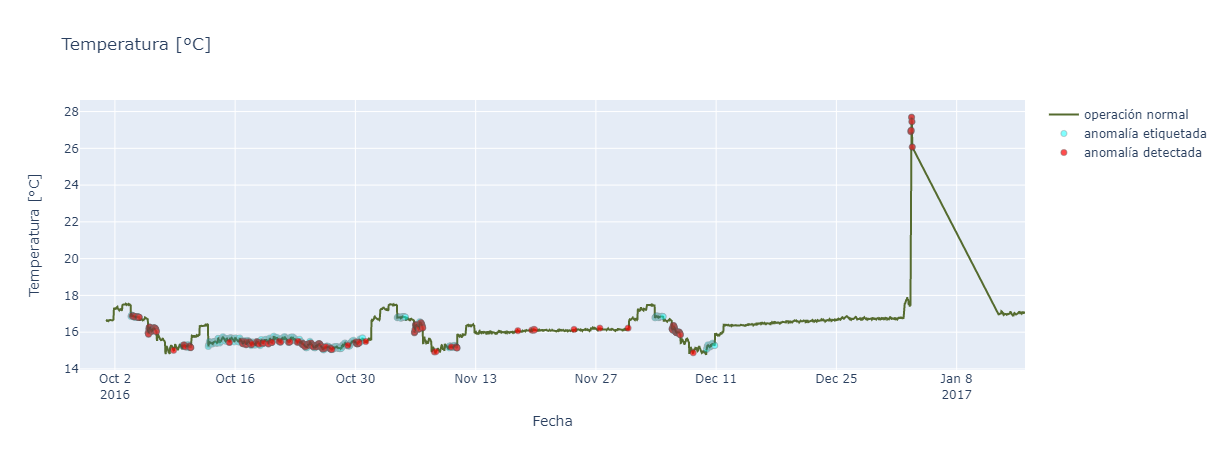 Temperatura [°C]
Temperatura [°C]
28
26
24
22
20
18
16
14
Oct 2
2016
Oct 16
Oct 30
Nov 13
Nov 27
Dec 11
Dec 25
Jan 8
2017
Fecha
operación normal
anomalía etiquetada
anomalía detectada